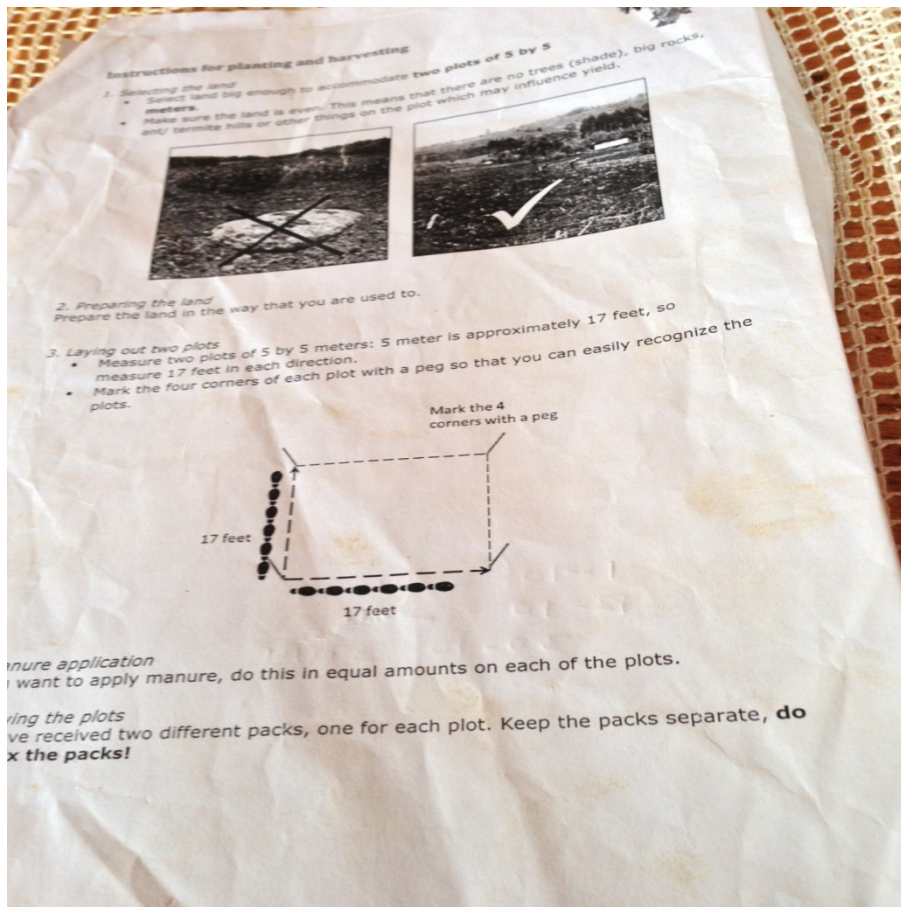 Instructions for planting and harvesting
1. Selecting the land
• Select land big enough to accommodate two plots of 5 by 5
meters.
• Make sure the land is even. This means that there are no trees (shade), big rocks,
ant/ termite hills or other things on the plot which may influence yield.
2. Preparing the land
Prepare the land in the way that you are used to.
3. Laying out two plots
• Measure two plots of 5 by 5 meters: 5 meter is approximately 17 feet, so
measure 17 feet in each direction.
• Mark the four corners of each plot with a peg so that you can easily recognize the
plots.
Mark the 4
corners with a peg
17 feet
17 feet
nure application
want to apply manure, do this in equal amounts on each of the plots.
ing the plots
ve received two different packs, one for each plot. Keep the packs separate, do
x the packs!